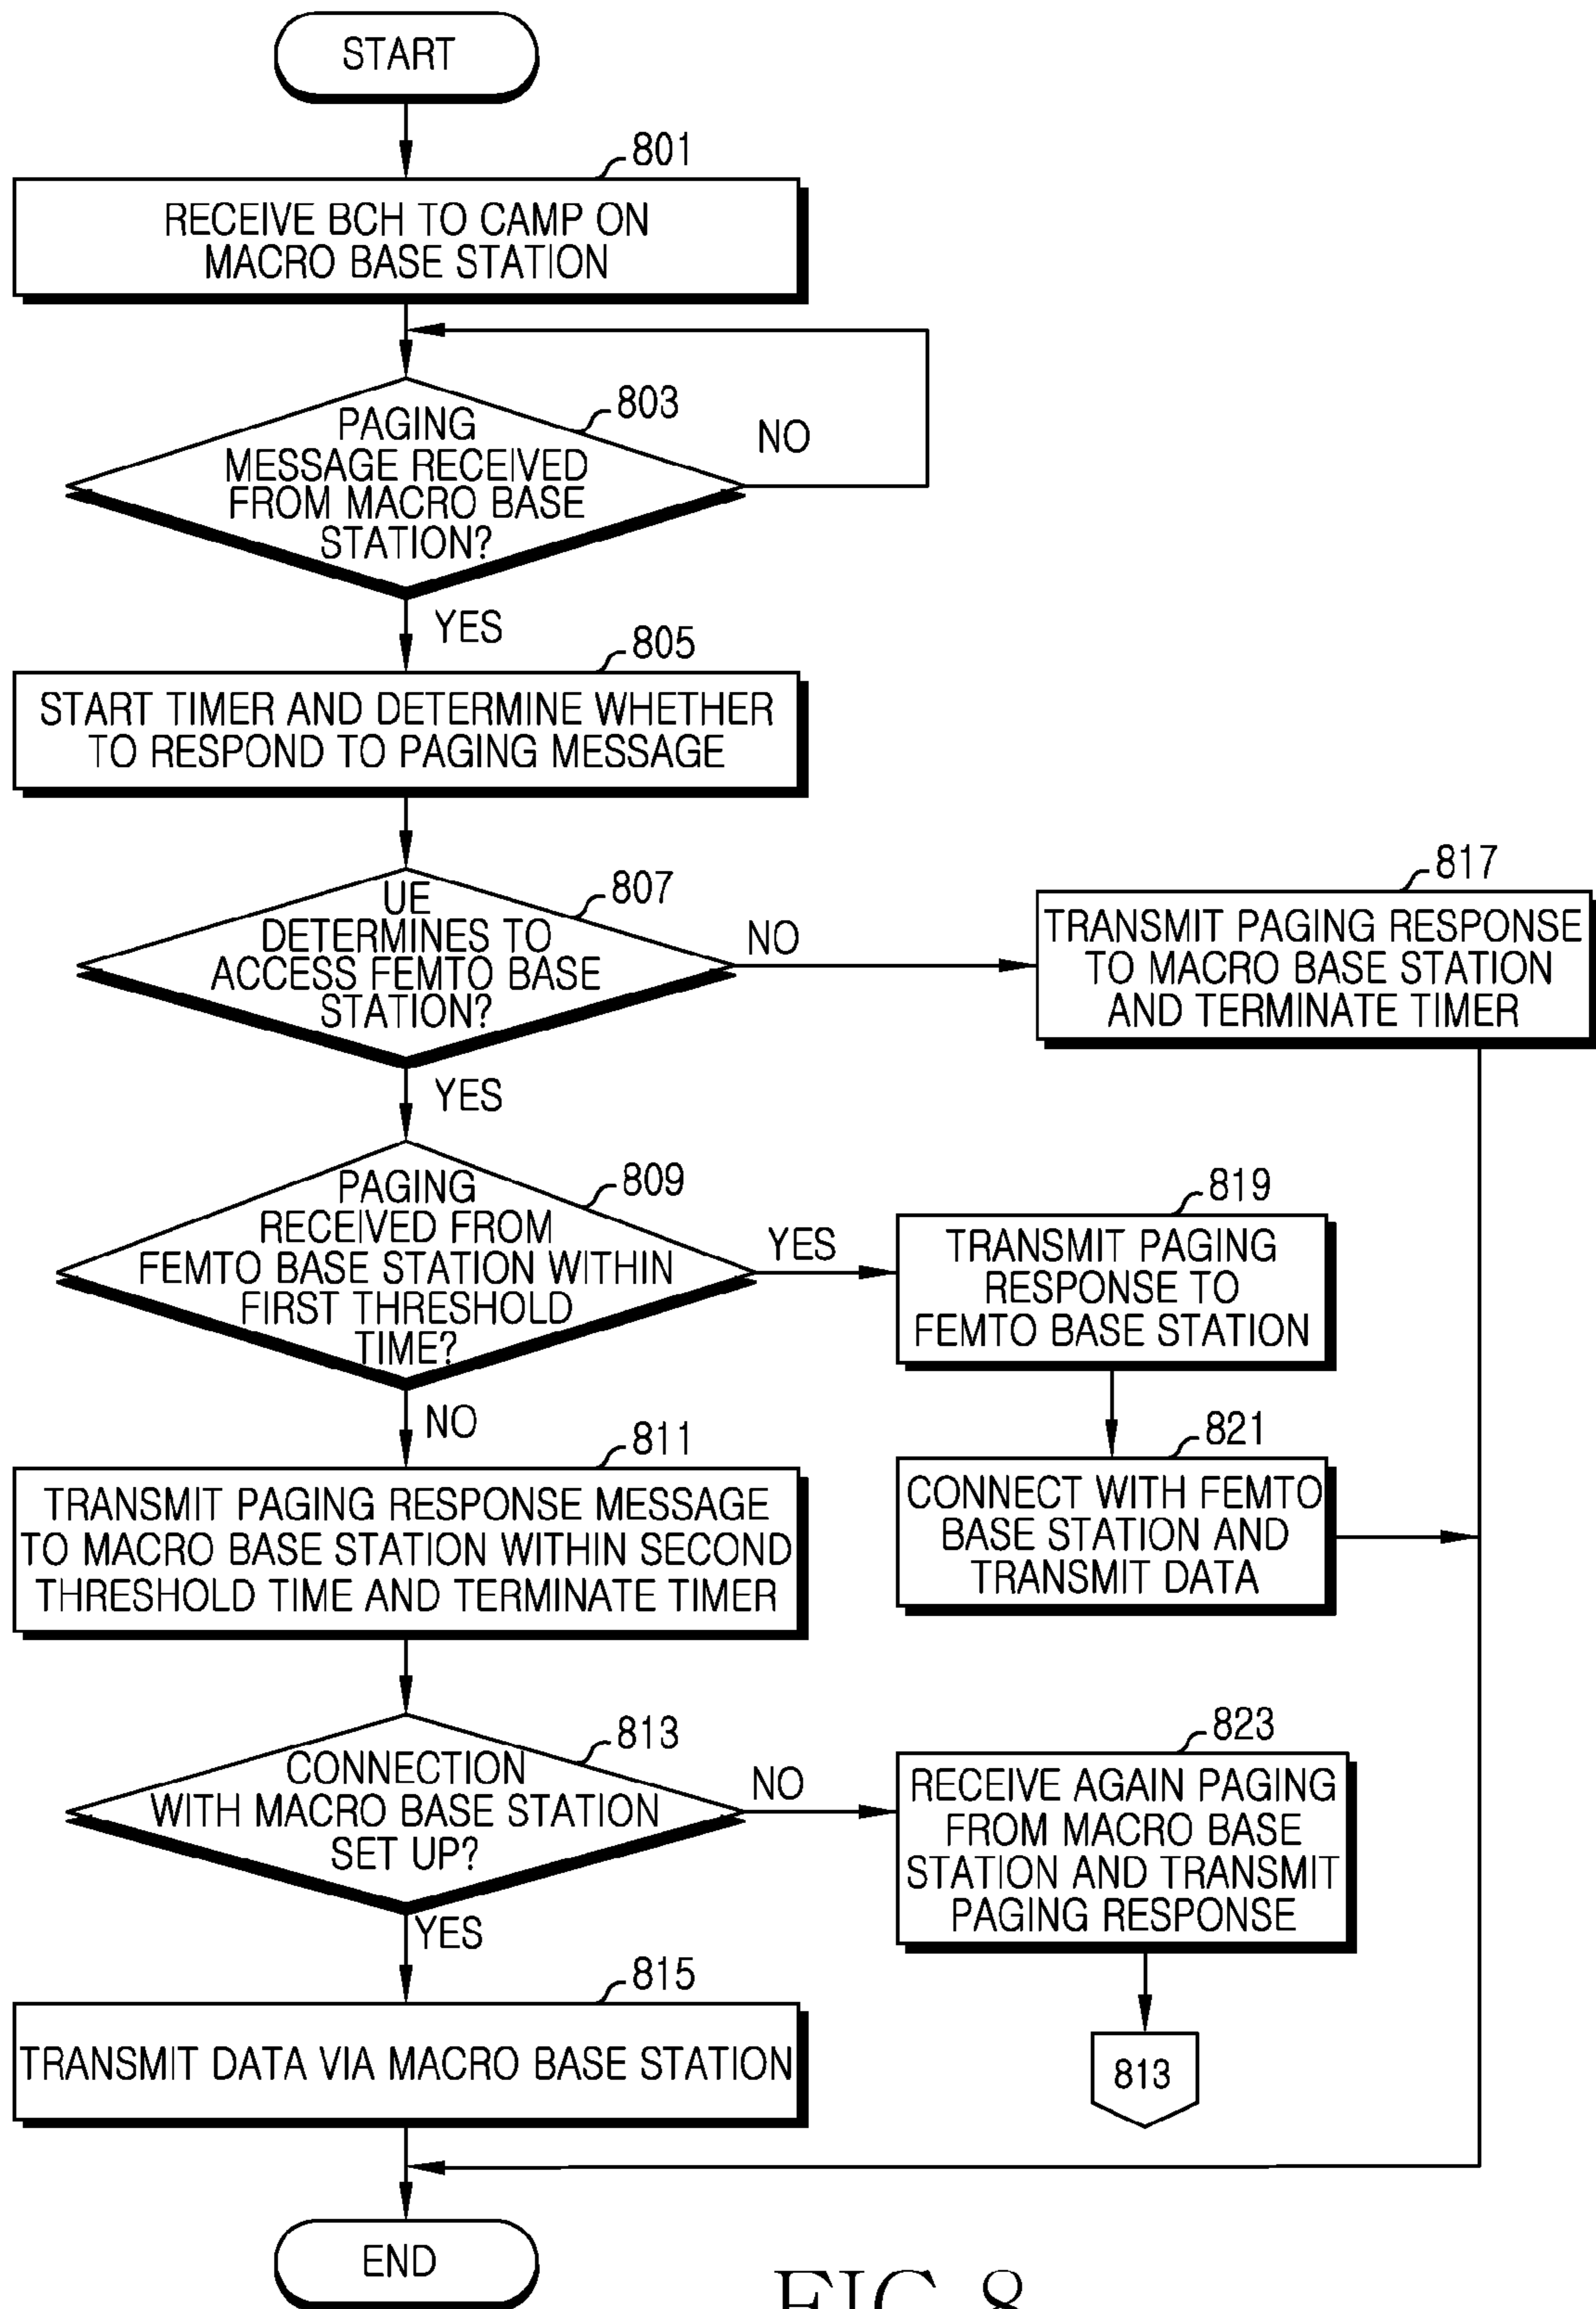 START
801
RECEIVE BCH TO CAMP ON
MACRO BASE STATION
803
PAGING
MESSAGE RECEIVED
FROM MACRO BASE
STATION?
NO
YES
805
START TIMER AND DETERMINE WHETHER
TO RESPOND TO PAGING MESSAGE
807
UE
DETERMINES TO
ACCESS FEMTO BASE
STATION?
NO
817
TRANSMIT PAGING RESPONSE
TO MACRO BASE STATION
AND TERMINATE TIMER
YES
809
PAGING
RECEIVED FROM
FEMTO BASE STATION WITHIN
FIRST THRESHOLD
TIME?
YES
819
TRANSMIT PAGING
RESPONSE TO
FEMTO BASE STATION
NO
811
TRANSMIT PAGING RESPONSE MESSAGE
TO MACRO BASE STATION WITHIN SECOND
THRESHOLD TIME AND TERMINATE TIMER
821
CONNECT WITH FEMTO
BASE STATION AND
TRANSMIT DATA
813
CONNECTION
WITH MACRO BASE STATION
SET UP?
NO
823
RECEIVE AGAIN PAGING
FROM MACRO BASE
STATION AND TRANSMIT
PAGING RESPONSE
YES
815
TRANSMIT DATA VIA MACRO BASE STATION
813
END
FIG. 8